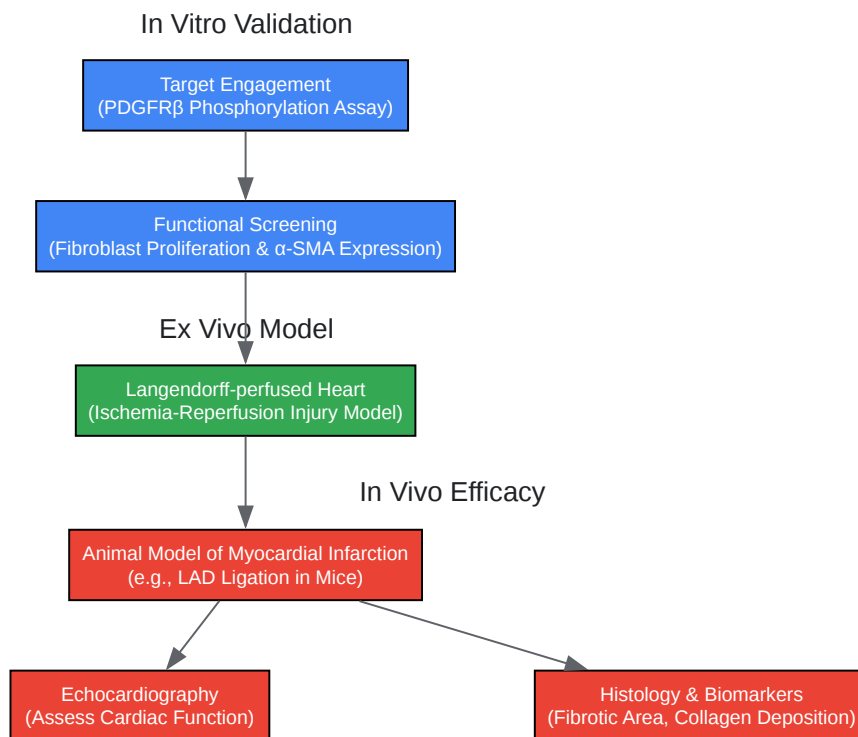 In Vitro Validation
Target Engagement
(PDGFRβ Phosphorylation Assay)
Functional Screening
(Fibroblast Proliferation & α-SMA Expression)
Ex Vivo Model
Langendorff-perfused Heart
(Ischemia-Reperfusion Injury Model)
In Vivo Efficacy
Animal Model of Myocardial Infarction
(e.g., LAD Ligation in Mice)
Echocardiography
(Assess Cardiac Function)
Histology & Biomarkers
(Fibrotic Area, Collagen Deposition)